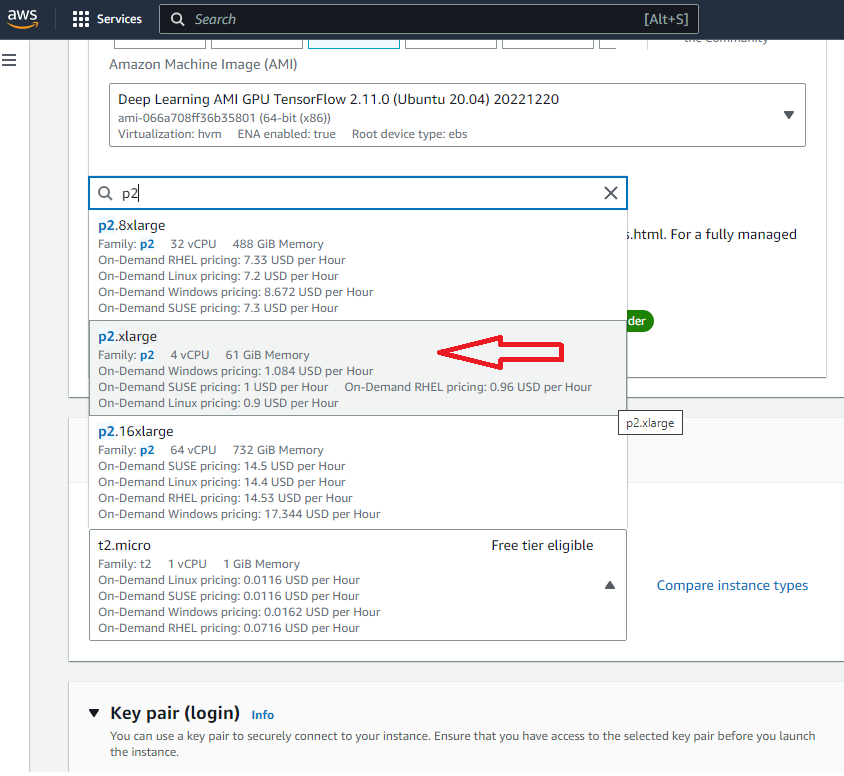 aws
Services
Search
[Alt+S]
the Community
Amazon Machine Image (AMI)
Deep Learning AMI GPU TensorFlow 2.11.0 (Ubuntu 20.04) 20221220
ami-066a708ff36b35801 (64-bit (x86))
Virtualization: hvm ENA enabled: true Root device type: ebs
p2
s.html. For a fully managed
p2.8xlarge
Family: p2 32 vCPU 488 GiB Memory
On-Demand RHEL pricing: 7.33 USD per Hour
On-Demand Linux pricing: 7.2 USD per Hour
On-Demand Windows pricing: 8.672 USD per Hour
On-Demand SUSE pricing: 7.3 USD per Hour
der
p2.xlarge
Family: p2 4 vCPU 61 GiB Memory
On-Demand Windows pricing: 1.084 USD per Hour
On-Demand SUSE pricing: 1 USD per Hour On-Demand RHEL pricing: 0.96 USD per Hour
On-Demand Linux pricing: 0.9 USD per Hour
p2.xlarge
p2.16xlarge
Family: p2 64 vCPU 732 GiB Memory
On-Demand SUSE pricing: 14.5 USD per Hour
On-Demand Linux pricing: 14.4 USD per Hour
On-Demand RHEL pricing: 14.53 USD per Hour
On-Demand Windows pricing: 17.344 USD per Hour
t2.micro Free tier eligible
Family: t2 1 vCPU 1 GiB Memory
On-Demand Linux pricing: 0.0116 USD per Hour
On-Demand SUSE pricing: 0.0116 USD per Hour
On-Demand Windows pricing: 0.0162 USD per Hour
On-Demand RHEL pricing: 0.0716 USD per Hour
Compare instance types
Key pair (login) Info
You can use a key pair to securely connect to your instance. Ensure that you have access to the selected key pair before you launch
the instance.